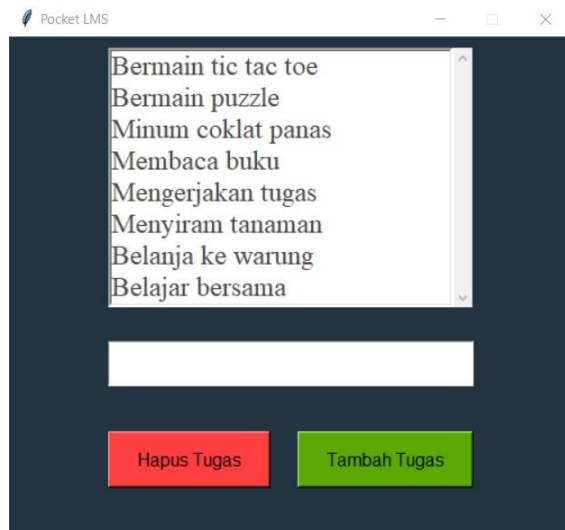 Pocket LMS
Bermain tic tac toe
Bermain puzzle
Minum coklat panas
Membaca buku
Mengerjakan tugas
Menyiram tanaman
Belanja ke warung
Belajar bersama
Hapus Tugas
Tambah Tugas